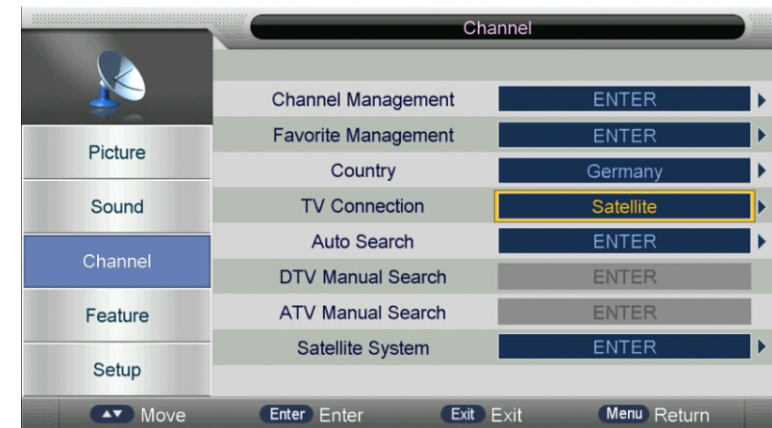 Channel
Channel Management ENTER
Favorite Management ENTER
Country Germany
TV Connection Satellite
Auto Search ENTER
DTV Manual Search ENTER
ATV Manual Search ENTER
Satellite System ENTER
Picture
Sound
Channel
Feature
Setup
Move Enter Enter Exit Exit Menu Return